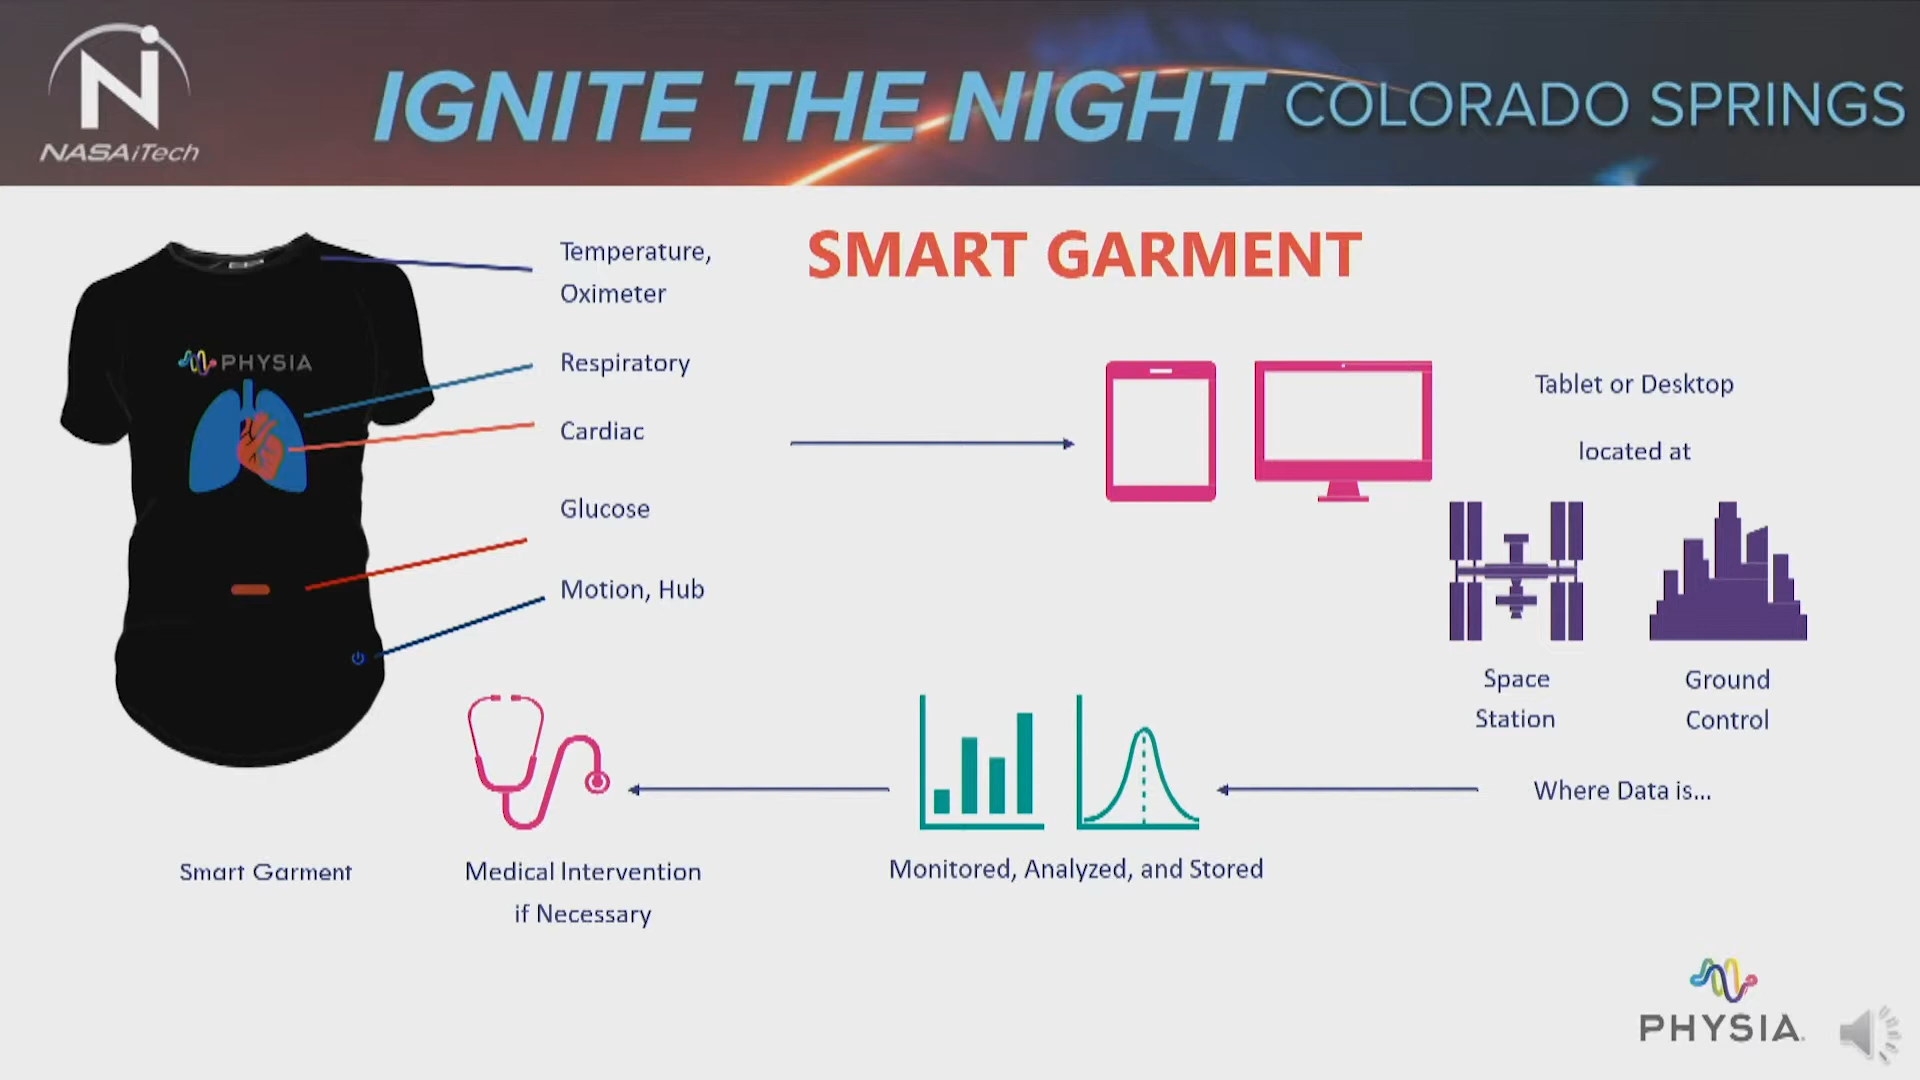 NASAiTech
IGNITE THE NIGHT COLORADO SPRINGS
SMART GARMENT
PHYSIA
Temperature,
Oximeter
Respiratory
Cardiac
Glucose
Motion, Hub
Tablet or Desktop
located at
Space
Station
Ground
Control
Where Data is...
Monitored, Analyzed, and Stored
Medical Intervention
if Necessary
Smart Garment
PHYSIA